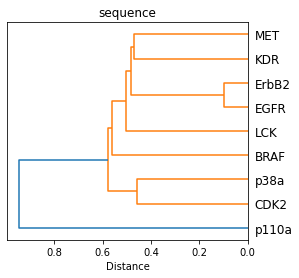 sequence
MET
KDR
ErbB2
EGFR
LCK
BRAF
p38a
CDK2
p110a
0.8 0.6 0.4 0.2 0.0
Distance